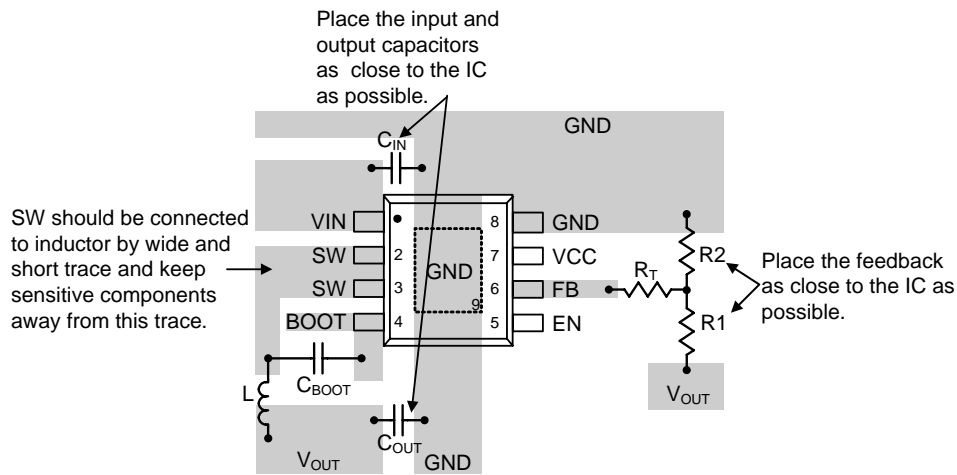 Place the input and
output capacitors
as close to the IC
as possible.
GND
CIN
SW should be connected
to inductor by wide and
short trace and keep
sensitive components
away from this trace.
VIN
SW
SW
BOOT
2
3
4
GND
9
8
7
6
5
GND
VCC
FB
EN
RT
R2
R1
Place the feedback
as close to the IC as
possible.
VOUT
L
CBOOT
COUT
VOUT
GND